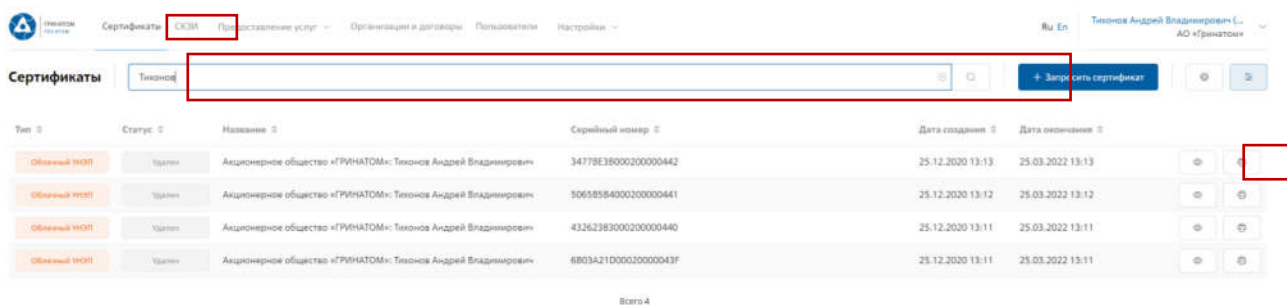 ГРИНАТОМ
РОСАТОМ
Сертификаты СКЗИ Предоставление услуг Организации и договоры Пользователи Настройки
Ru En
Тихонов Андрей Владимирович (...
АО «Гринатом»
Сертификаты
Тихонов
+ Запросить сертификат
Тип Статус Название Серийный номер Дата создания Дата окончания
Облачный УНЭП Удален Акционерное общество «ГРИНАТОМ»: Тихонов Андрей Владимирович 3477BE3B000200000442 25.12.2020 13:13 25.03.2022 13:13
Облачный УНЭП Удален Акционерное общество «ГРИНАТОМ»: Тихонов Андрей Владимирович 5065B5B4000200000441 25.12.2020 13:12 25.03.2022 13:12
Облачный УНЭП Удален Акционерное общество «ГРИНАТОМ»: Тихонов Андрей Владимирович 432623B3000200000440 25.12.2020 13:11 25.03.2022 13:11
Облачный УНЭП Удален Акционерное общество «ГРИНАТОМ»: Тихонов Андрей Владимирович 6B03A21D00020000043F 25.12.2020 13:11 25.03.2022 13:11
Всего 4